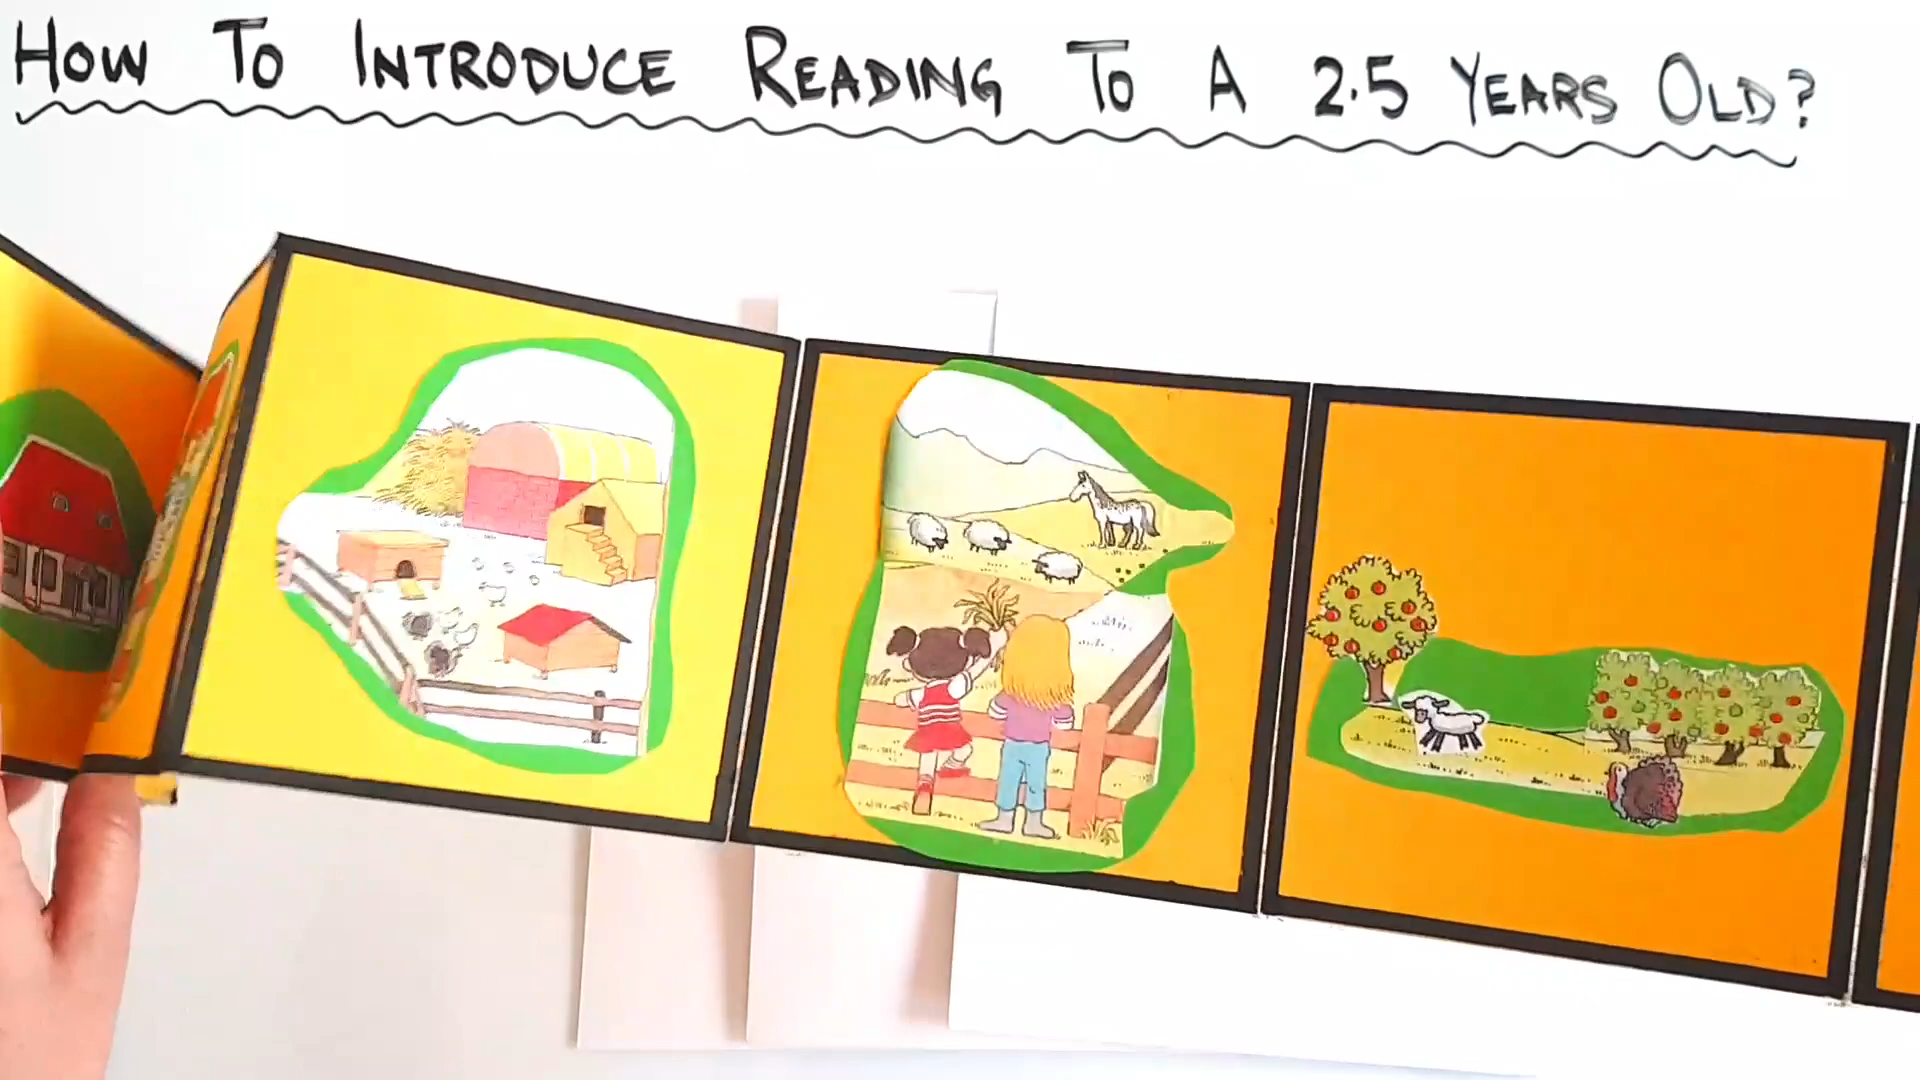 HOW TO INTRODUCE READING TO A 2.5 YEARS OLD?